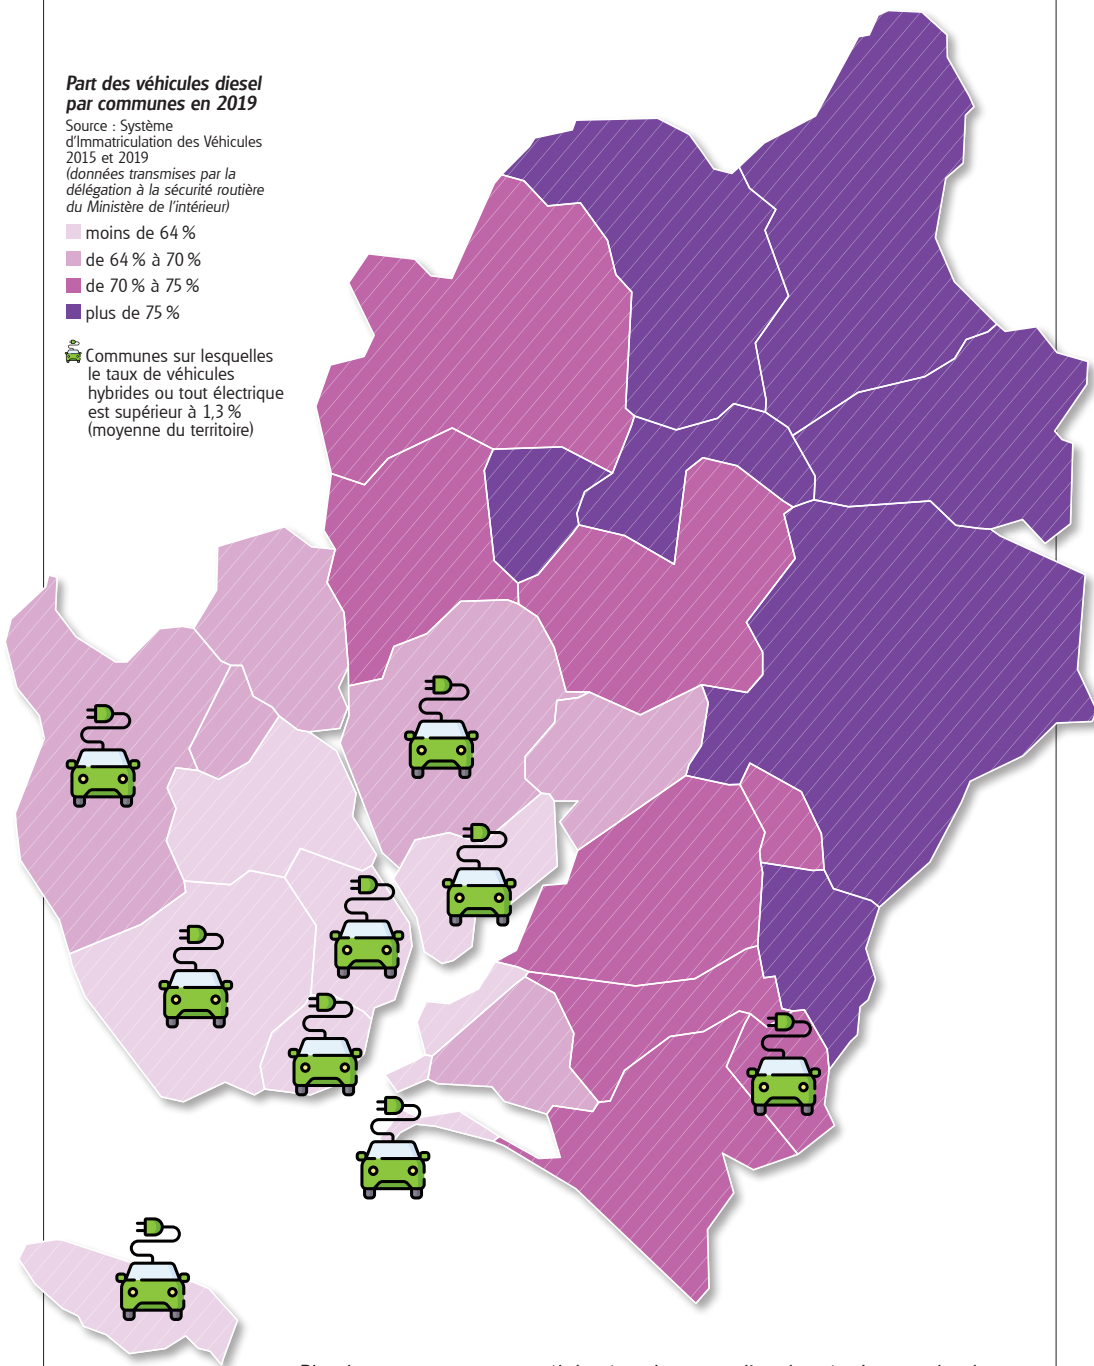 Part des véhicules diesel
par communes en 2019
Source : Système
d'Immatriculation des Véhicules
2015 et 2019
(données transmises par la
délégation à la sécurité routière
du Ministère de l'intérieur)
moins de 64 %
de 64 % à 70 %
de 70 % à 75 %
plus de 75 %
Communes sur lesquelles
le taux de véhicules
hybrides ou tout électrique
est supérieur à 1,3 %
(moyenne du territoire)